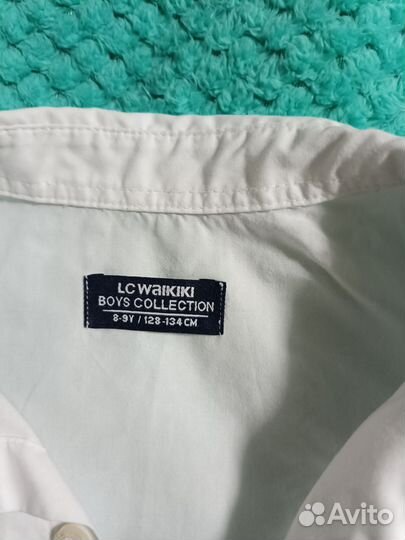 LC WAIKIKI
BOYS COLLECTION
8-9Y / 128-134 CM
Avito